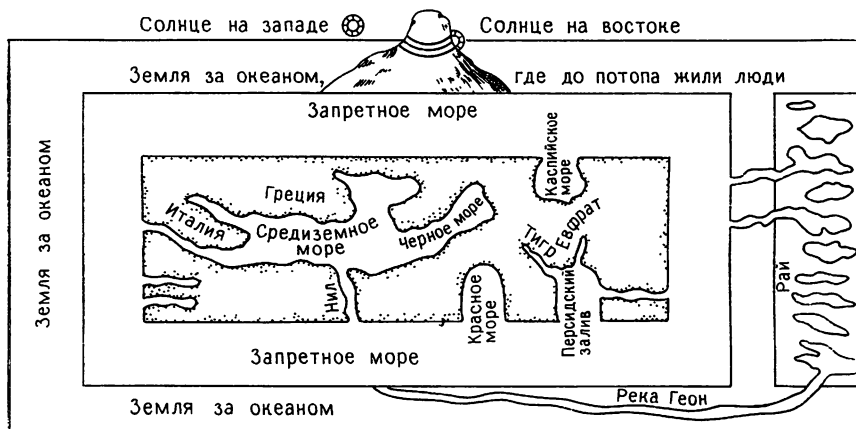 Солнце на западе
Солнце на востоке
Земля за океаном,
где до потопа жили люди
Запретное море
Земля за океаном
Каспийское
море
Греция
Италия
Средиземное
море
Черное море
Тигр
Евфрат
Нил
Красное
море
Персидский
залив
Рай
Запретное море
Река Геон
Земля за океаном